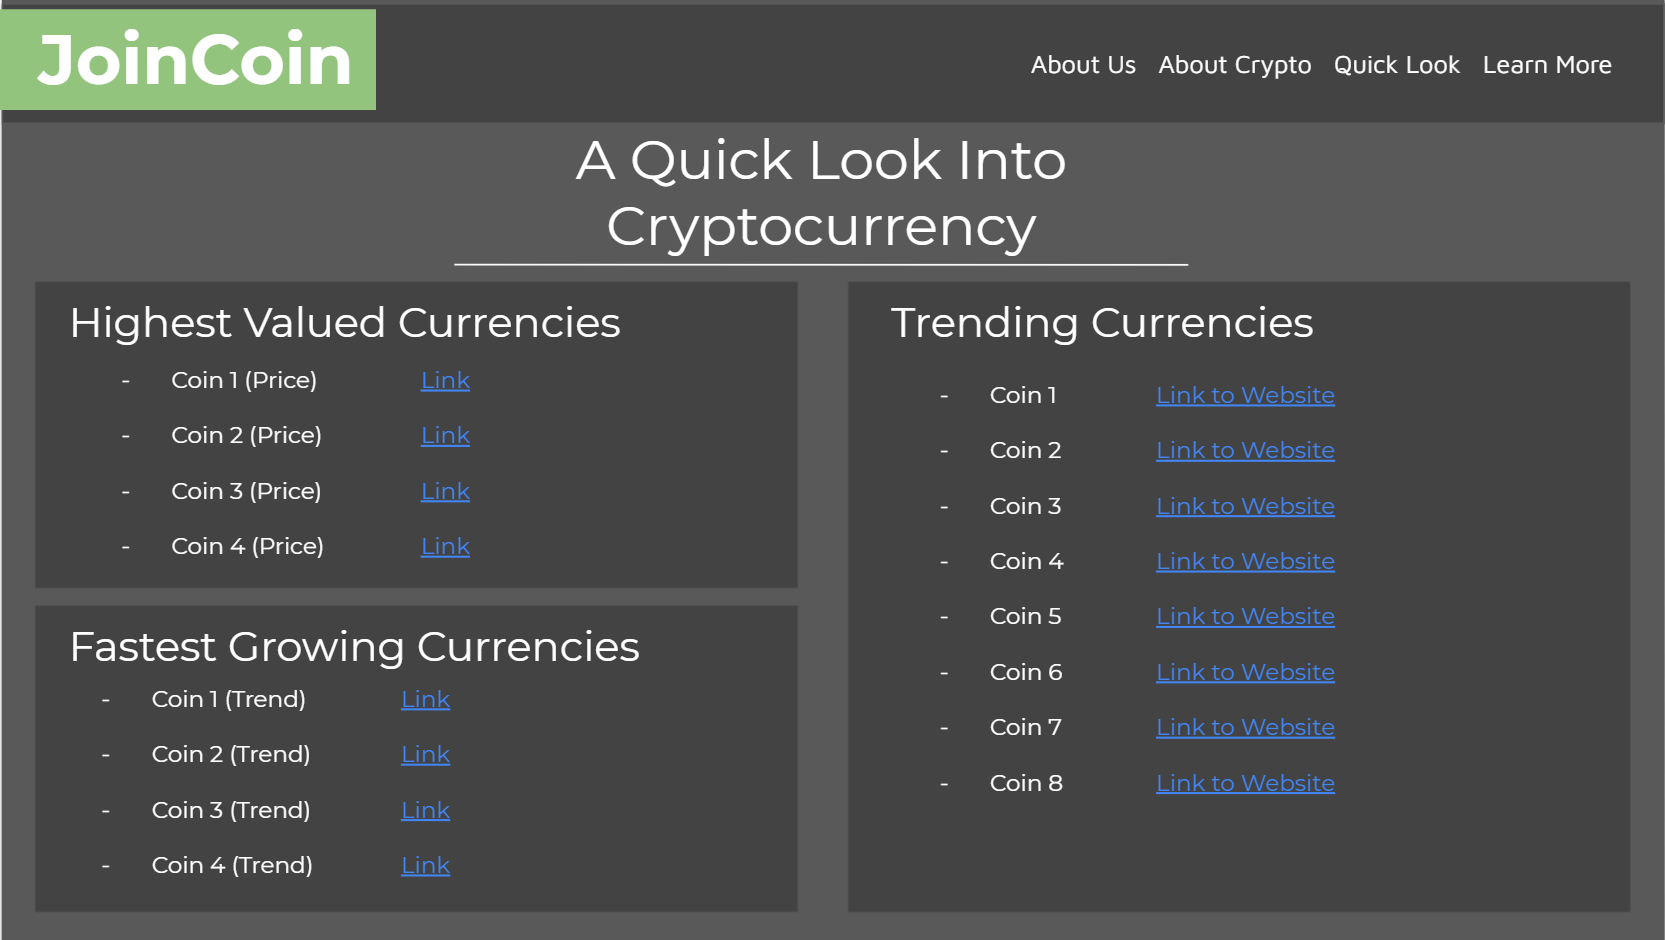 JoinCoin
About Us About Crypto Quick Look Learn More
A Quick Look Into
Cryptocurrency
Highest Valued Currencies
- Coin 1 (Price) Link
- Coin 2 (Price) Link
- Coin 3 (Price) Link
- Coin 4 (Price) Link
Fastest Growing Currencies
- Coin 1 (Trend) Link
- Coin 2 (Trend) Link
- Coin 3 (Trend) Link
- Coin 4 (Trend) Link
Trending Currencies
- Coin 1 Link to Website
- Coin 2 Link to Website
- Coin 3 Link to Website
- Coin 4 Link to Website
- Coin 5 Link to Website
- Coin 6 Link to Website
- Coin 7 Link to Website
- Coin 8 Link to Website